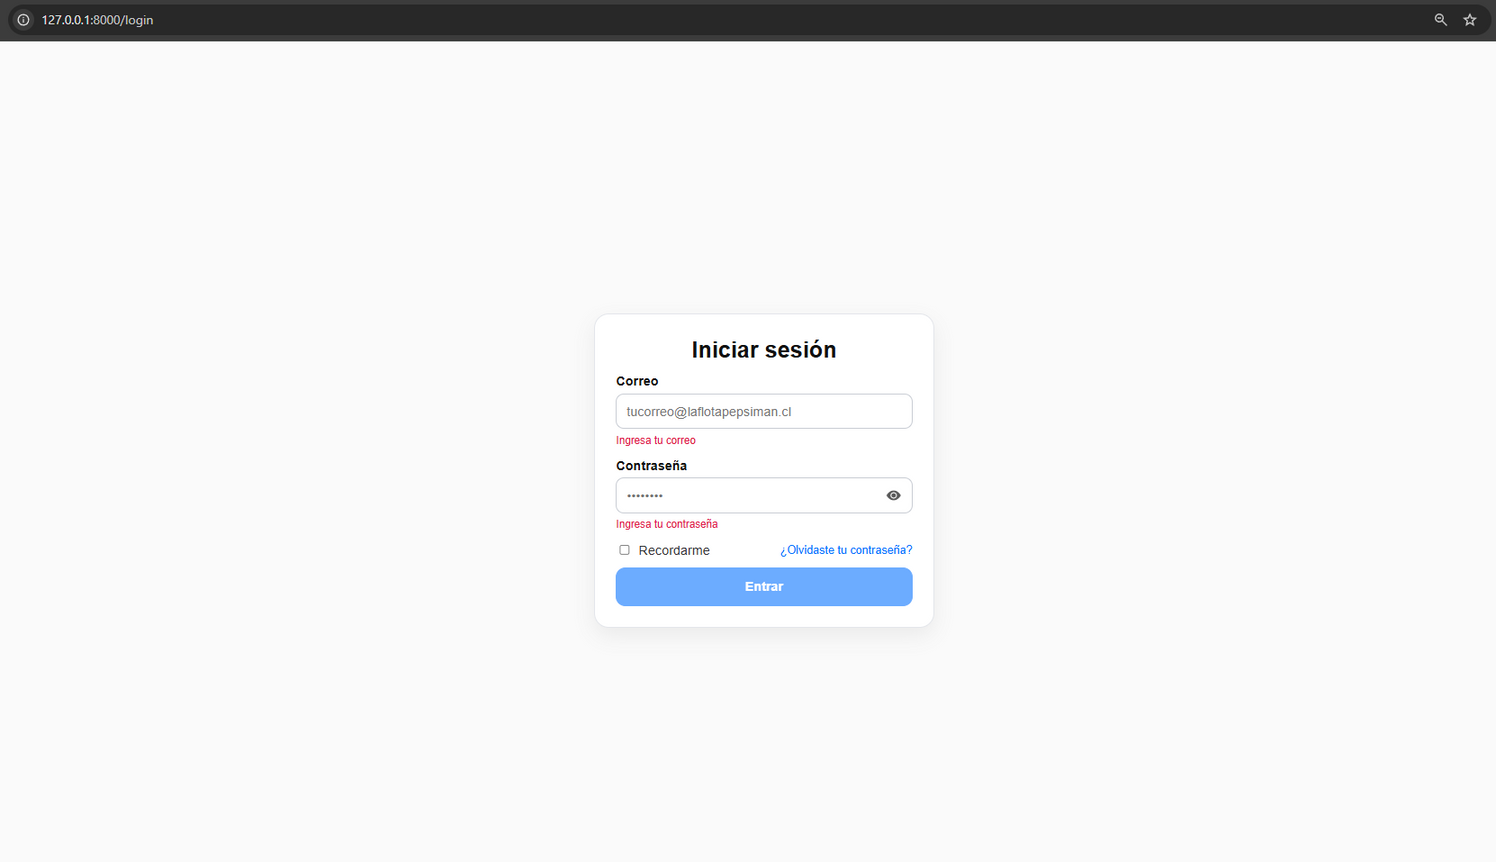 127.0.0.1:8000/login
Iniciar sesión
Correo
tucorreo@laflotapepsiman.cl
Ingresa tu correo
Contraseña
••••••••
Ingresa tu contraseña
Recordarme ¿Olvidaste tu contraseña?
Entrar